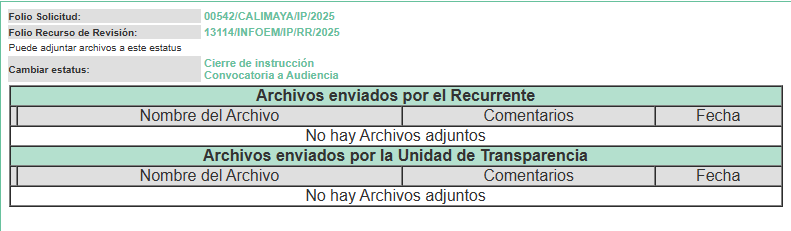 Folio Solicitud: 00542/CALIMAYA/IP/2025
Folio Recurso de Revisión: 13114/INFOEM/IP/RR/2025
Puede adjuntar archivos a este estatus
Cambiar estatus: Cierre de instrucción
Convocatoria a Audiencia
Archivos enviados por el Recurrente
Nombre del Archivo Comentarios Fecha
No hay Archivos adjuntos
Archivos enviados por la Unidad de Transparencia
Nombre del Archivo Comentarios Fecha
No hay Archivos adjuntos